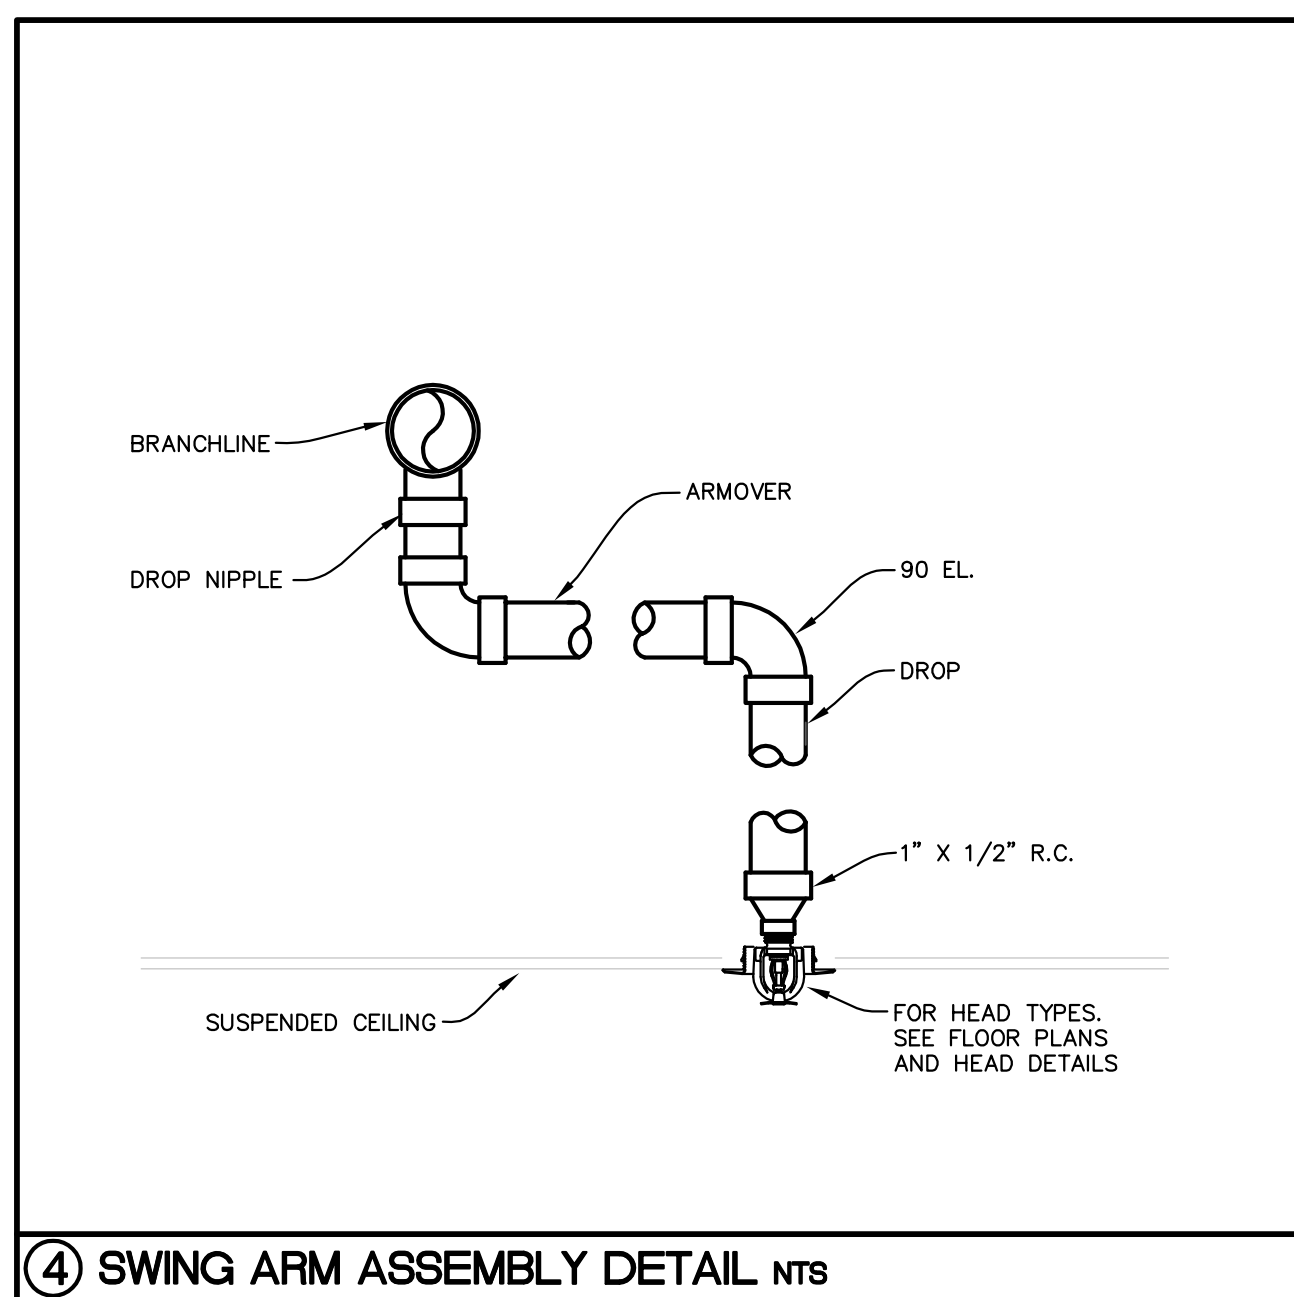 BRANCHLINE
ARMOVER
DROP NIPPLE
90 EL.
DROP
1" X 1/2" R.C.
SUSPENDED CEILING
FOR HEAD TYPES.
SEE FLOOR PLANS
AND HEAD DETAILS
4 SWING ARM ASSEMBLY DETAIL NTS